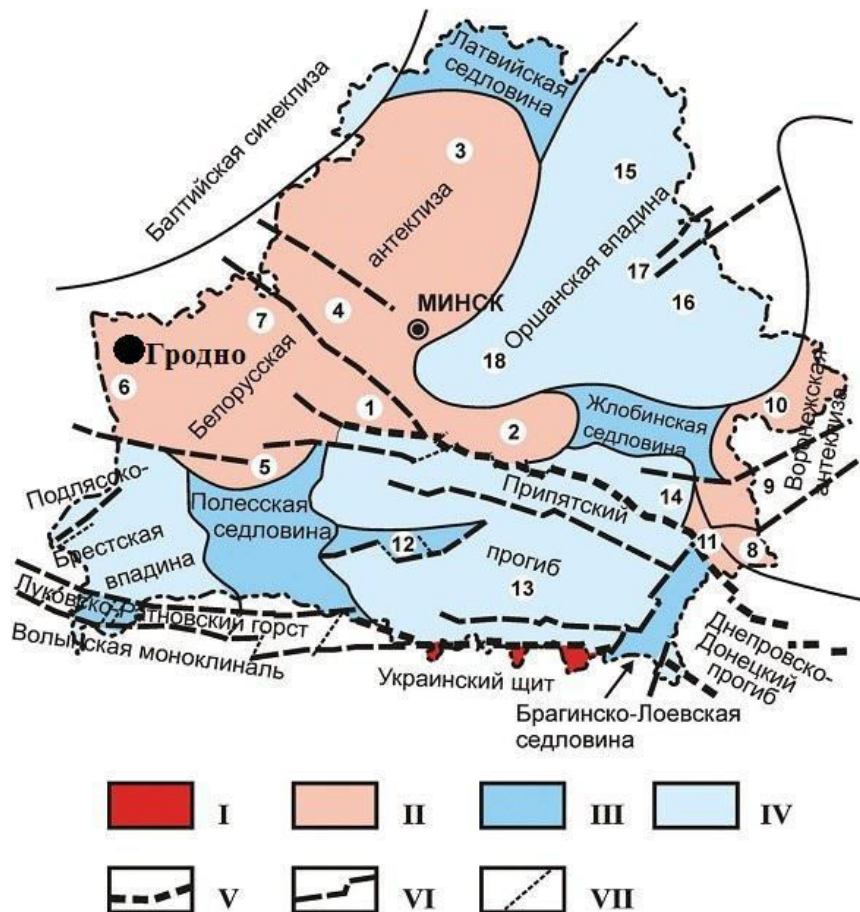 Латвийская
седловина
Балтийская синеклиза
3
15
антеклиза
Оршанская впадина
17
16
7
4
МИНСК
Гродно
18
6
Белорусская
1
2
Жлобинская
седловина
10
Воронежская
антеклиза
9
5
Подлясско-
Брестская
впадина
Полесская
седловина
Припятский
14
12
прогиб
11
8
13
Луковско-Ратновский горст
Волынская моноклиналь
Украинский щит
Днепровско-
Донецкий
прогиб
Брагинско-Лоевская
седловина
I
II
III
IV
V
VI
VII